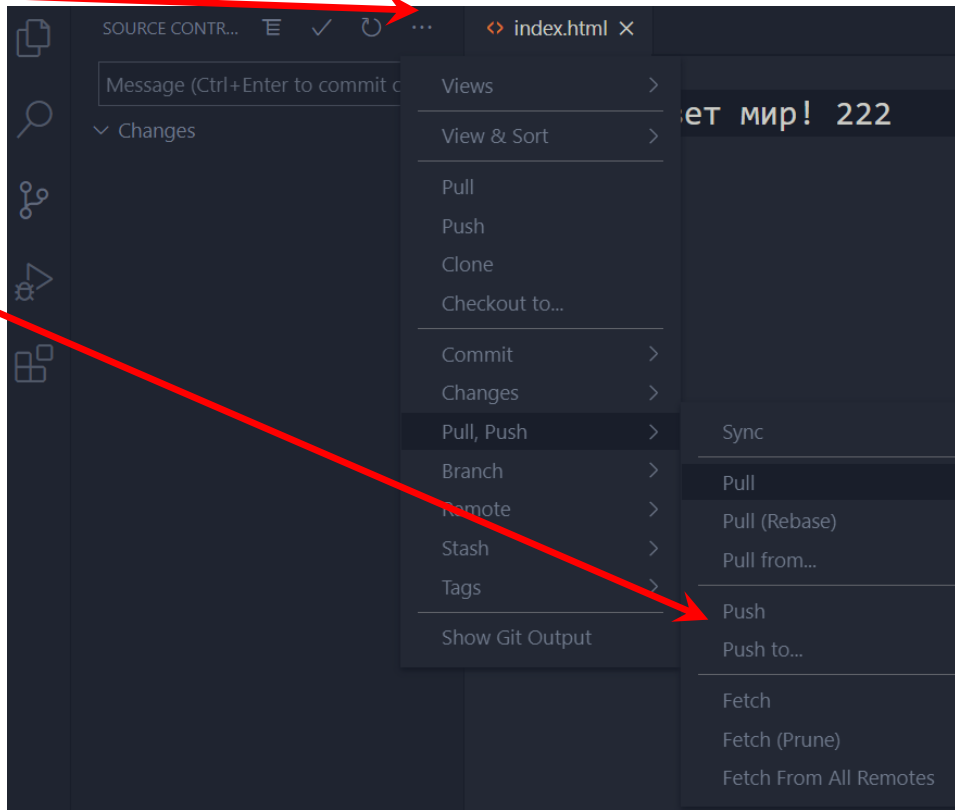 SOURCE CONTR...
index.html
Message (Ctrl+Enter to commit
Changes
мир! 222
Views
View & Sort
Pull
Push
Clone
Checkout to...
Commit
Changes
Pull, Push
Branch
Remote
Stash
Tags
Show Git Output
Sync
Pull
Pull (Rebase)
Pull from...
Push
Push to...
Fetch
Fetch (Prune)
Fetch From All Remotes